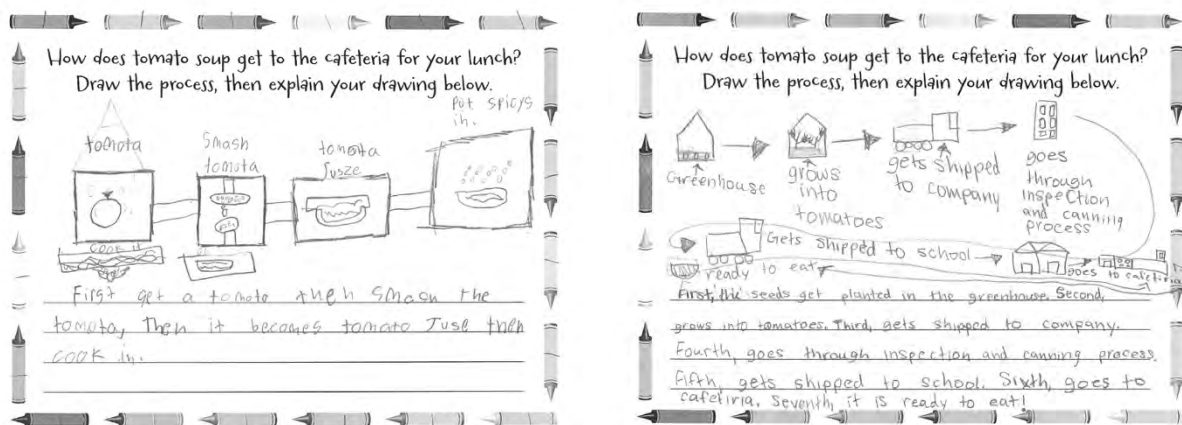 How does tomato soup get to the cafeteria for your lunch?
Draw the process, then explain your drawing below.
tomota
Smash
tomota
tomota
Jusze
Put spicys
in.
COOK it
First get a tomato then Smash the
tomota, Then it becomes tomato Juse then
COOK in.
How does tomato soup get to the cafeteria for your lunch?
Draw the process, then explain your drawing below.
Greenhouse
grows
into
tomatoes
gets shipped
to company
goes
through
inspection
and canning
process
Gets shipped to school
goes to cafetiria
ready to eat
First, the seeds get planted in the greenhouse. Second,
grows into tomatoes. Third, gets shipped to company.
Fourth, goes through inspection and canning process.
Fifth, gets shipped to school. Sixth, goes to
cafetiria. Seventh, it is ready to eat!